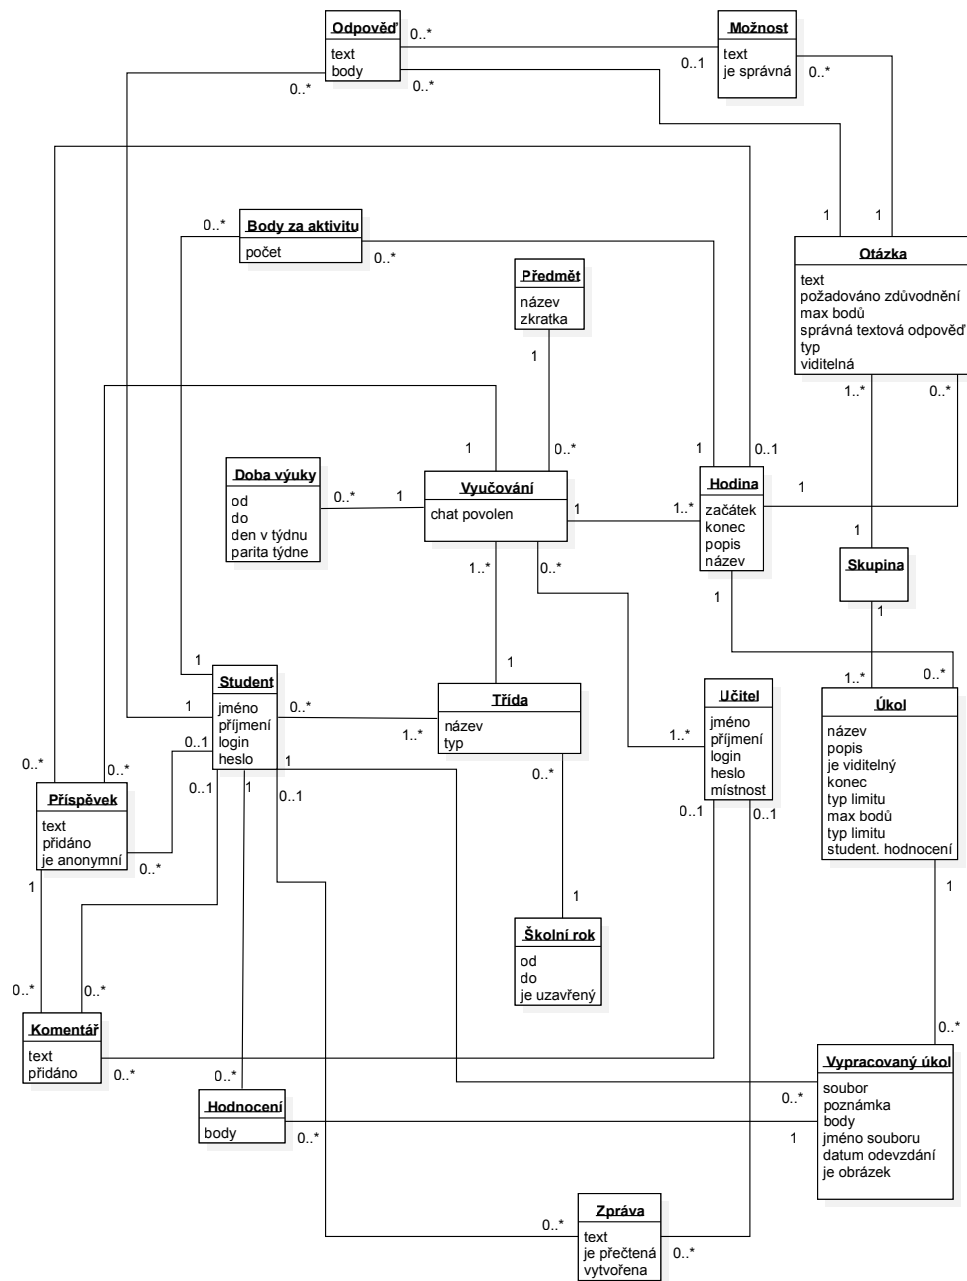 Odpověď
text
body
0..*
0..*
0..*
0..1
Možnost
text
je správná
0..*
0..*
Body za aktivitu
počet
0..*
1
1
Otázka
text
požadováno zdůvodnění
max bodů
správná textová odpověď
typ
viditelná
Předmět
název
zkratka
1
1..*
0..*
1
0..*
1
0..1
Doba výuky
od
do
den v týdnu
parita týdne
0..*
1
Vyučování
chat povolen
1
1..*
Hodina
začátek
konec
popis
název
1
1..*
0..*
1
1
Skupina
1
1
1
1
0..1
Student
jméno
příjmení
login
heslo
0..*
1..*
Třída
název
typ
1..*
Učitel
jméno
příjmení
login
heslo
místnost
1..*
0..*
Úkol
název
popis
je viditelný
konec
typ limitu
max bodů
typ limitu
student. hodnocení
0..*
0..*
0..1
1
0..1
1
0..*
0..1
0..1
Příspěvek
text
přidáno
je anonymní
0..*
1
1
1
Školní rok
od
do
je uzavřený
0..*
0..*
Komentář
text
přidáno
0..*
0..*
0..*
Vypracovaný úkol
soubor
poznámka
body
jméno souboru
datum odevzdání
je obrázek
0..*
Hodnocení
body
0..*
1
Zpráva
text
je přečtená
vytvořena
0..*
0..*